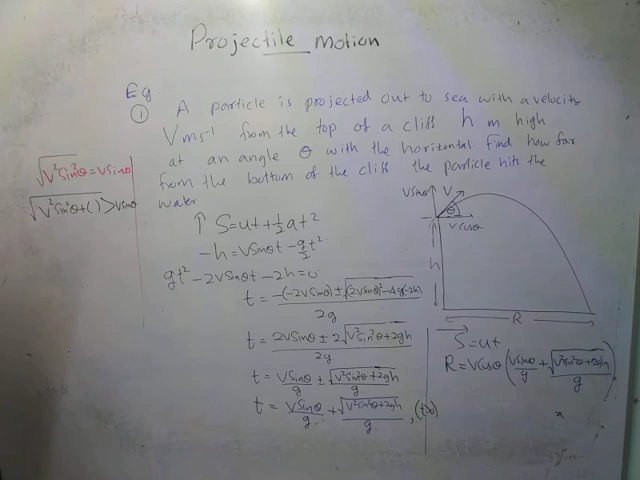 Projectile motion
Eg
① A particle is projected out to sea with a velocity
V ms⁻¹ from the top of a cliff h m high
at an angle θ with the horizontal. Find how far
from the bottom of the cliff the particle hits the
water
√(V²sin²θ) = Vsinθ
√(V²sin²θ+( )) > Vsinθ
↑ S=ut+½at²
-h=Vsinθt-gt²/2
gt²-2Vsinθt-2h=0
t = (-(-2Vsinθ) ± √((2Vsinθ)²-4g(-2h)))/2g
t = (2Vsinθ ± 2√(V²sin²θ+2gh))/2g
t = Vsinθ/g ± √(V²sin²θ+2gh)/g
t = Vsinθ/g + √(V²sin²θ+2gh)/g, (t>0)
Vsinθ V
θ
Vcosθ
h
R
→ S=ut
R=Vcosθ(Vsinθ/g + √(V²sin²θ+2gh)/g)